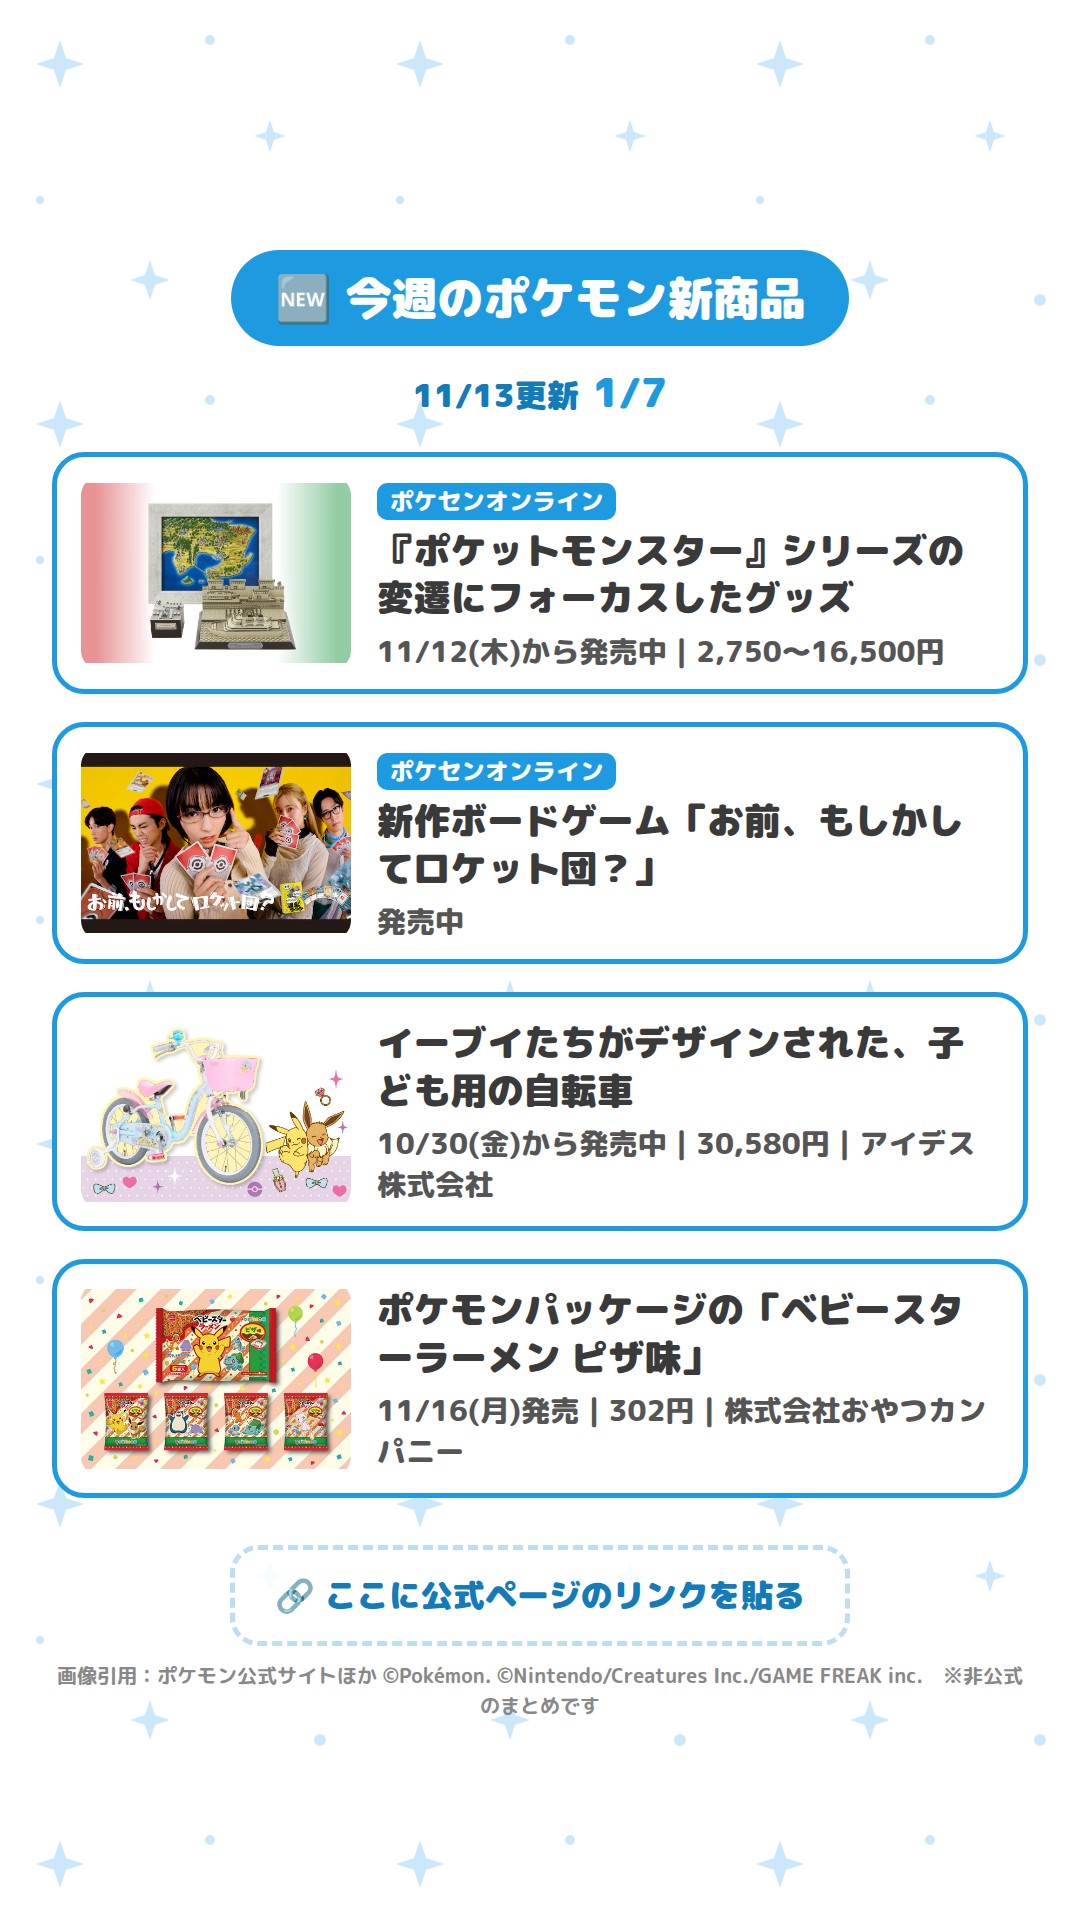 NEW 今週のポケモン新商品
11/13更新 1/7
ポケセンオンライン
『ポケットモンスター』シリーズの
変遷にフォーカスしたグッズ
11/12(木)から発売中 | 2,750〜16,500円
ポケセンオンライン
新作ボードゲーム「お前、もしかし
てロケット団？」
発売中
お前、もしかしてロケット団?
イーブイたちがデザインされた、子
ども用の自転車
10/30(金)から発売中 | 30,580円 | アイデス
株式会社
ポケモンパッケージの「ベビースタ
ーラーメン ピザ味」
11/16(月)発売 | 302円 | 株式会社おやつカン
パニー
ベビースター
ラーメン
ここに公式ページのリンクを貼る
画像引用：ポケモン公式サイトほか ©Pokémon. ©Nintendo/Creatures Inc./GAME FREAK inc.　※非公式
のまとめです